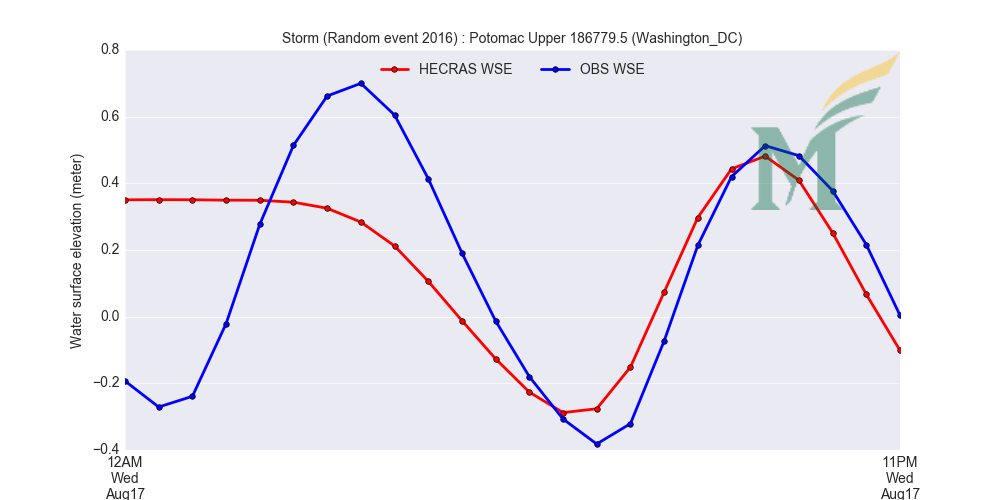 Storm (Random event 2016) : Potomac Upper 186779.5 (Washington_DC)
HECRAS WSE
OBS WSE
Water surface elevation (meter)
0.8
0.6
0.4
0.2
0.0
−0.2
−0.4
12AM
Wed
Aug17
11PM
Wed
Aug17
M